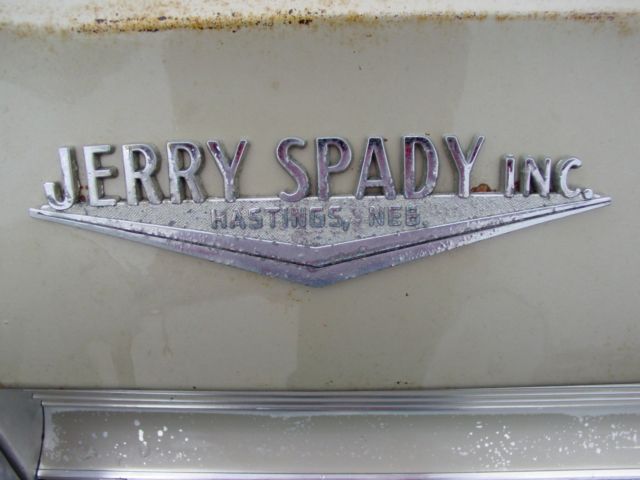 JERRY SPADY INC.
HASTINGS, NEB.